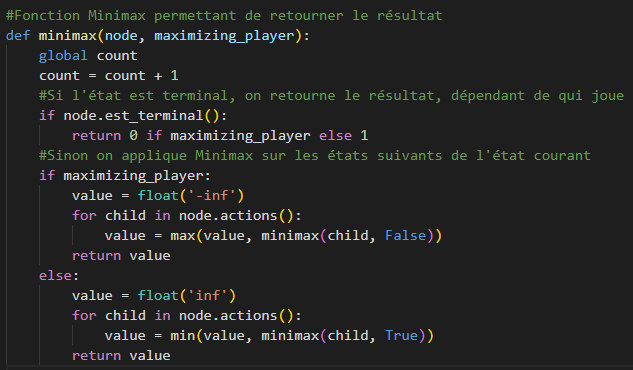 #Fonction Minimax permettant de retourner le résultat
def minimax(node, maximizing_player):
    global count
    count = count + 1
    #Si l'état est terminal, on retourne le résultat, dépendant de qui joue
    if node.est_terminal():
        return 0 if maximizing_player else 1
    #Sinon on applique Minimax sur les états suivants de l'état courant
    if maximizing_player:
        value = float('-inf')
        for child in node.actions():
            value = max(value, minimax(child, False))
        return value
    else:
        value = float('inf')
        for child in node.actions():
            value = min(value, minimax(child, True))
        return value